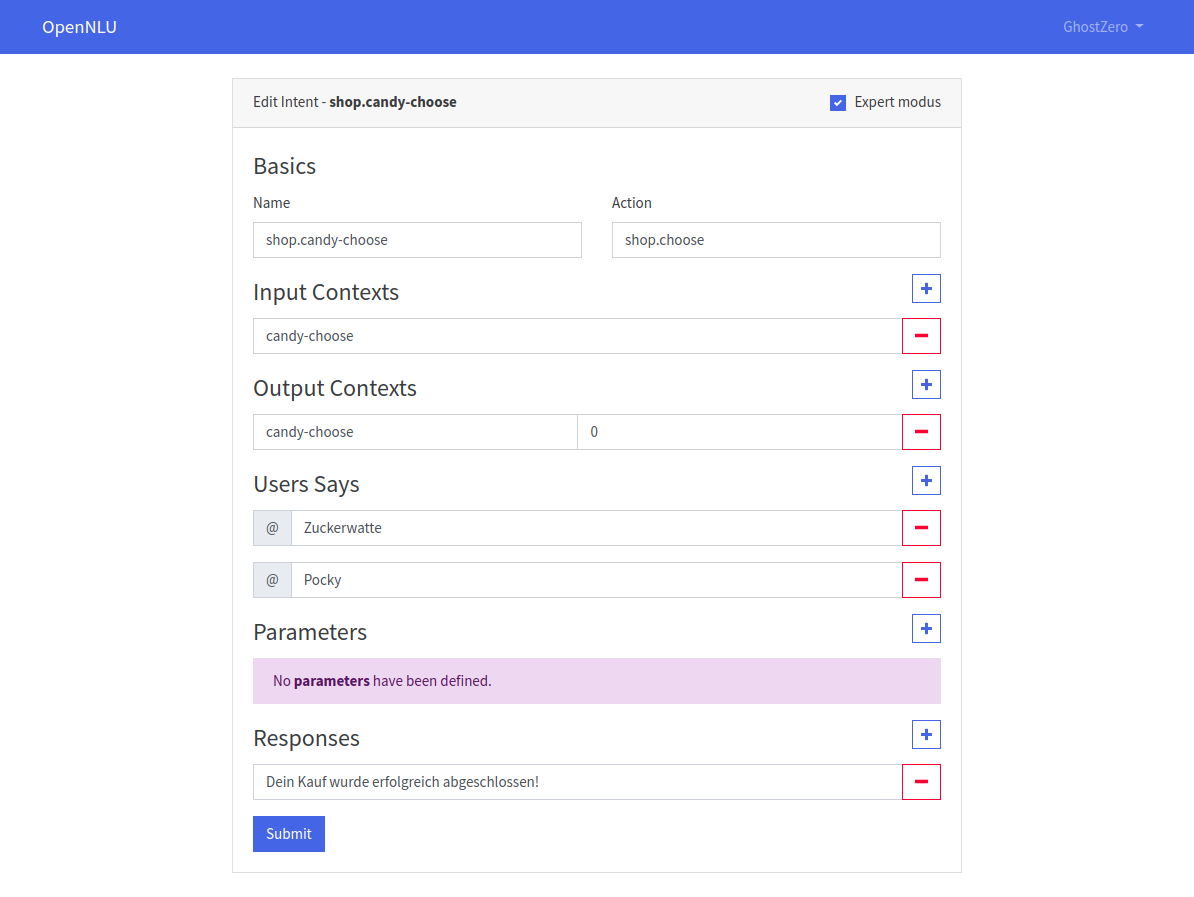 OpenNLU
GhostZero
Edit Intent - shop.candy-choose
Expert modus
Basics
Name
Action
shop.candy-choose
shop.choose
Input Contexts
candy-choose
Output Contexts
candy-choose
0
Users Says
@
Zuckerwatte
@
Pocky
Parameters
No parameters have been defined.
Responses
Dein Kauf wurde erfolgreich abgeschlossen!
Submit